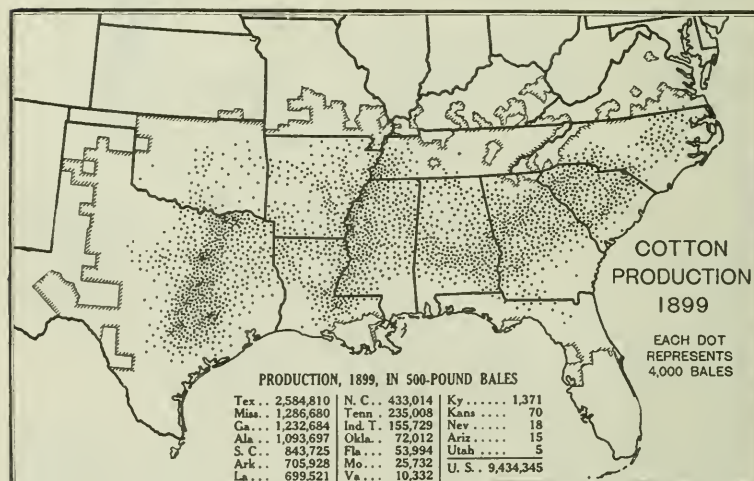 COTTON
PRODUCTION
1899
EACH DOT
REPRESENTS
4,000 BALES
PRODUCTION, 1899, IN 500-POUND BALES
Tex .. 2,584,810
Miss .. 1,286,680
Ga ... 1,232,684
Ala .. 1,093,697
S. C .. 843,725
Ark .. 705,928
La ... 699,521
N. C .. 433,014
Tenn . 235,008
Ind. T. 155,729
Okla .. 72,012
Fla ... 53,994
Mo ... 25,732
Va ... 10,332
Ky ...... 1,371
Kans .... 70
Nev .... 18
Ariz .... 15
Utah .... 5
U. S. . 9,434,345